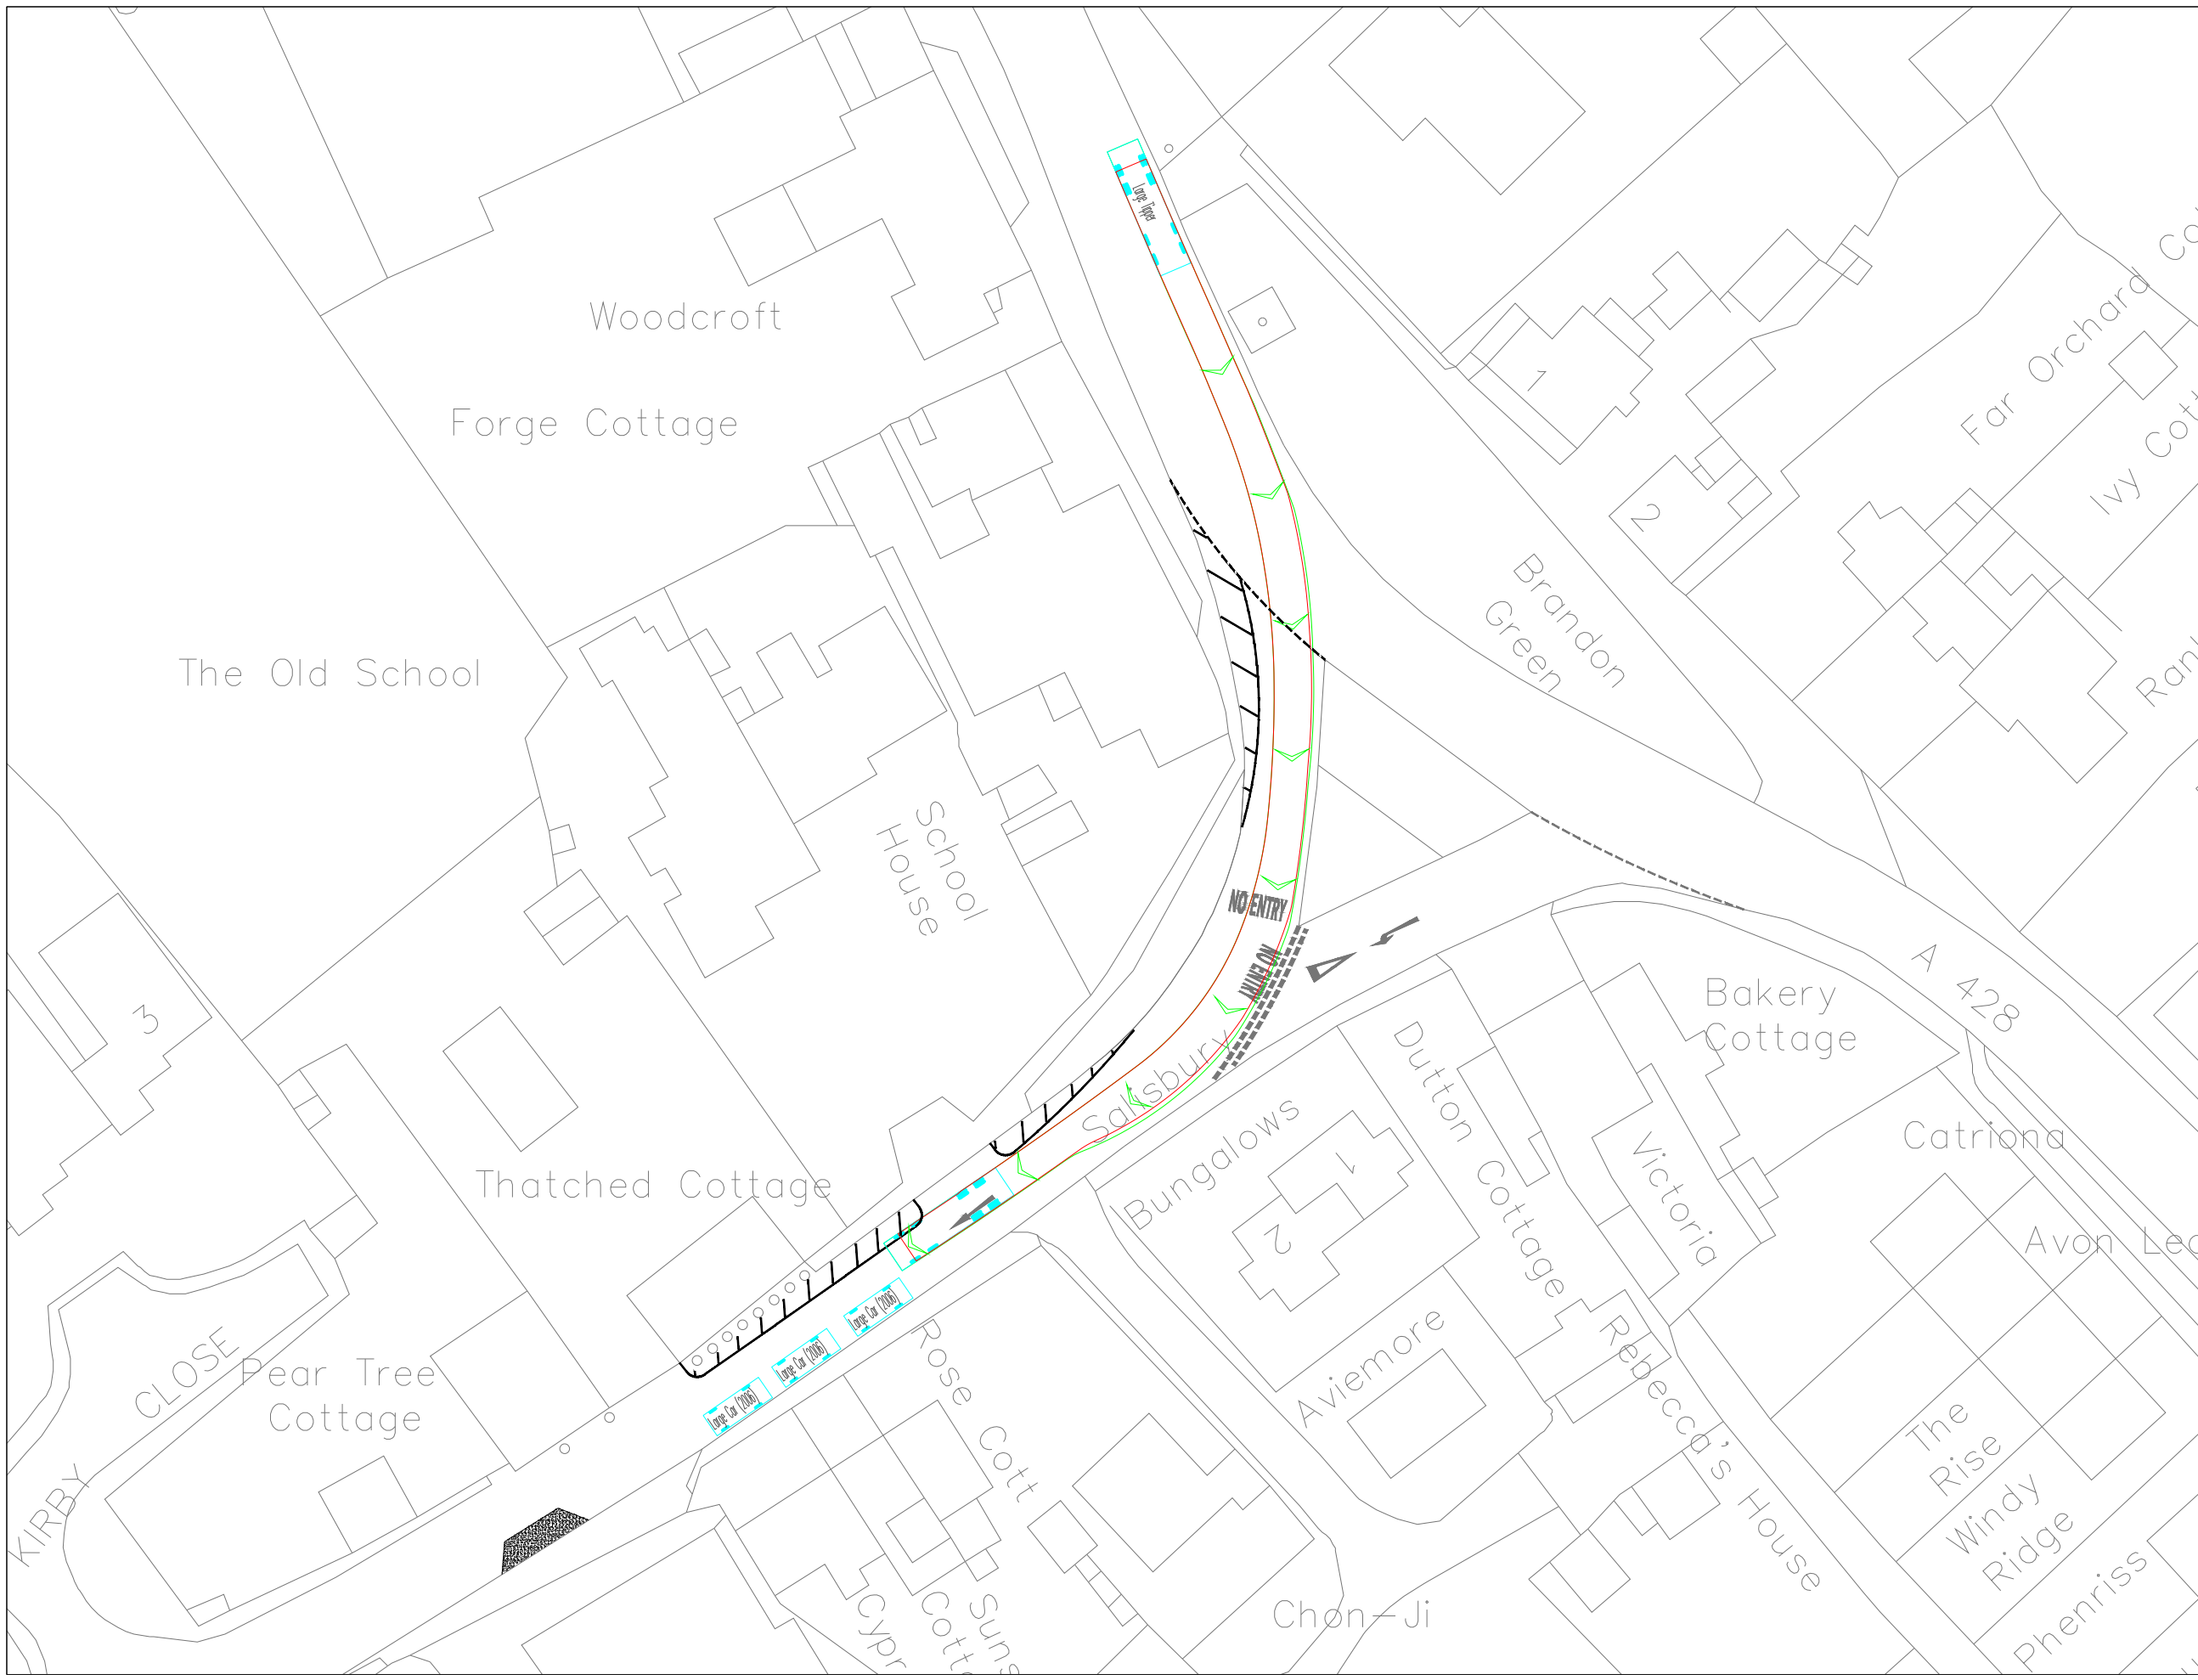 Large Tipper
Woodcroft
Forge Cottage
The Old School
School
House
1
2
Far Orchard
Ivy
Brandon
Green
3
NO ENTRY
NO ENTRY
Salisbury
Bakery
Cottage
A 428
Dutton Cottage
Victoria
Catriona
Avon
Bungalows
1
2
Thatched Cottage
Large Car (2006)
Large Car (2006)
Large Car (2006)
CLOSE
KIRBY
Pear Tree
Cottage
Rose Cott
Aviemore
Rebecca's House
The
Rise
Windy
Ridge
Phenriss
Chon-Ji